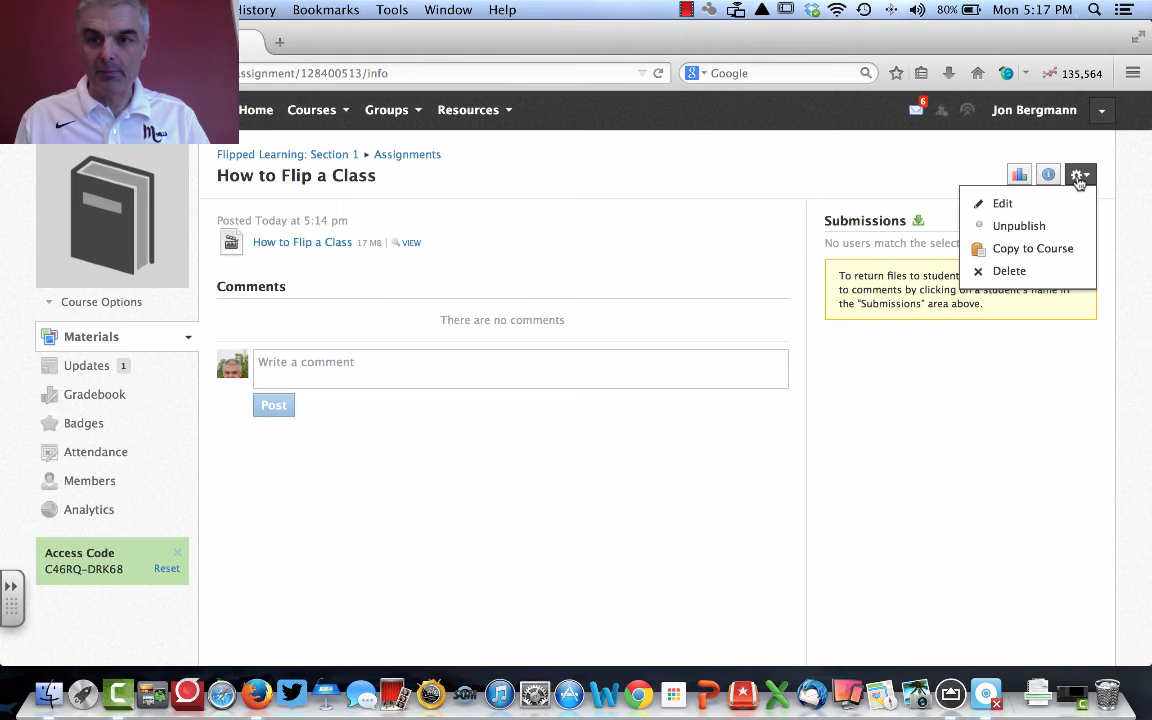 History Bookmarks Tools Window Help 80% Mon 5:17 PM
ssignment/128400513/info Google 135,564
Home Courses Groups Resources 6 Jon Bergmann
Flipped Learning: Section 1 ▸ Assignments
How to Flip a Class
Edit
Unpublish
Copy to Course
Delete
Posted Today at 5:14 pm
How to Flip a Class 17 MB | VIEW
Comments
There are no comments
Write a comment
Post
Submissions
No users match the select
To return files to student
to comments by clicking on a student's name in
the "Submissions" area above.
Course Options
Materials
Updates 1
Gradebook
Badges
Attendance
Members
Analytics
Access Code
C46RQ-DRK68 Reset